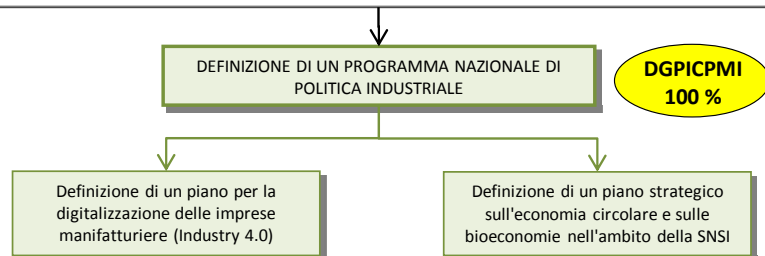 DEFINIZIONE DI UN PROGRAMMA NAZIONALE DI
POLITICA INDUSTRIALE
DGPICPMI
100 %
Definizione di un piano per la
digitalizzazione delle imprese
manifatturiere (Industry 4.0)
Definizione di un piano strategico
sull'economia circolare e sulle
bioeconomie nell'ambito della SNSI